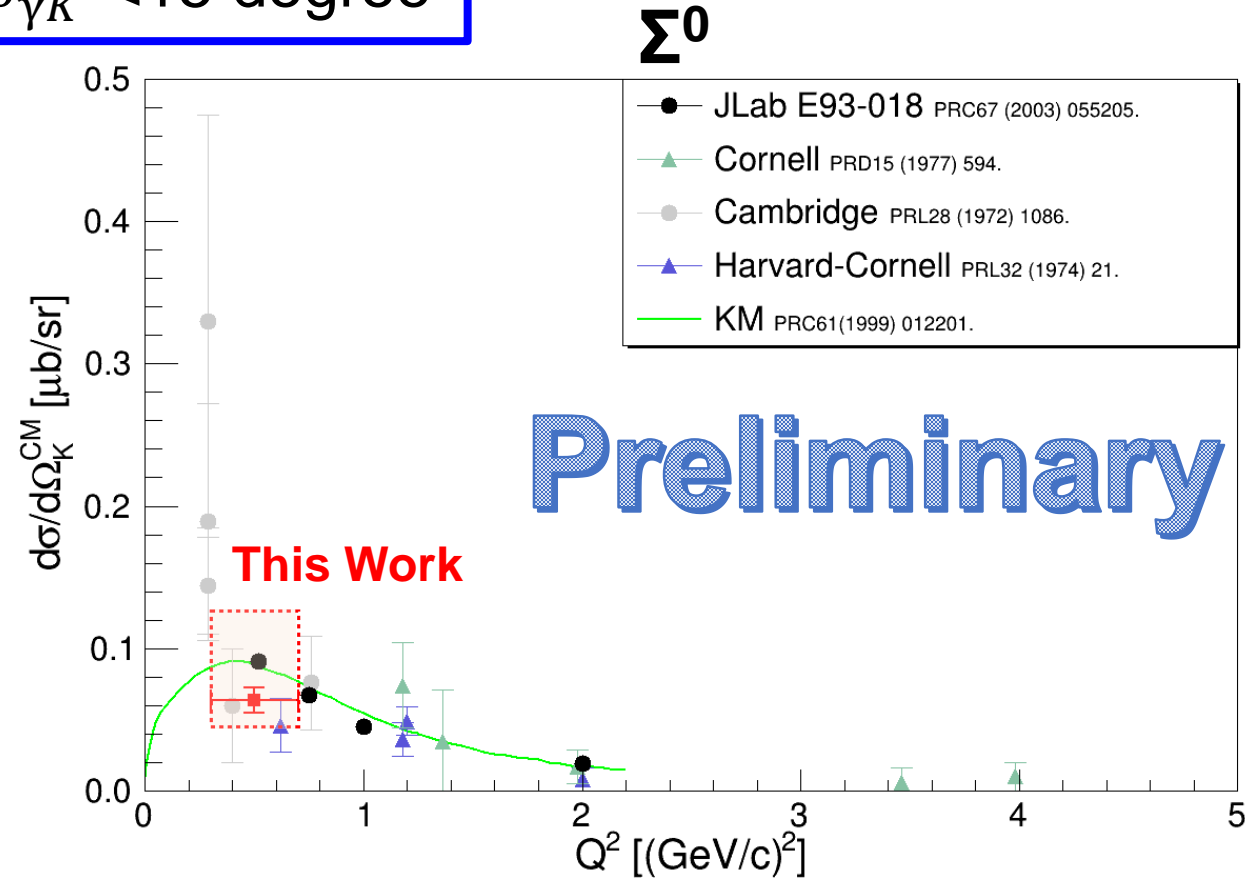 Σ⁰
JLab E93-018 PRC67 (2003) 055205.
Cornell PRD15 (1977) 594.
Cambridge PRL28 (1972) 1086.
Harvard-Cornell PRL32 (1974) 21.
KM PRC61(1999) 012201.
Preliminary
This Work
dσ/dΩ_K^CM [μb/sr]
0.5
0.4
0.3
0.2
0.1
0.0
0 1 2 3 4 5
Q² [(GeV/c)²]